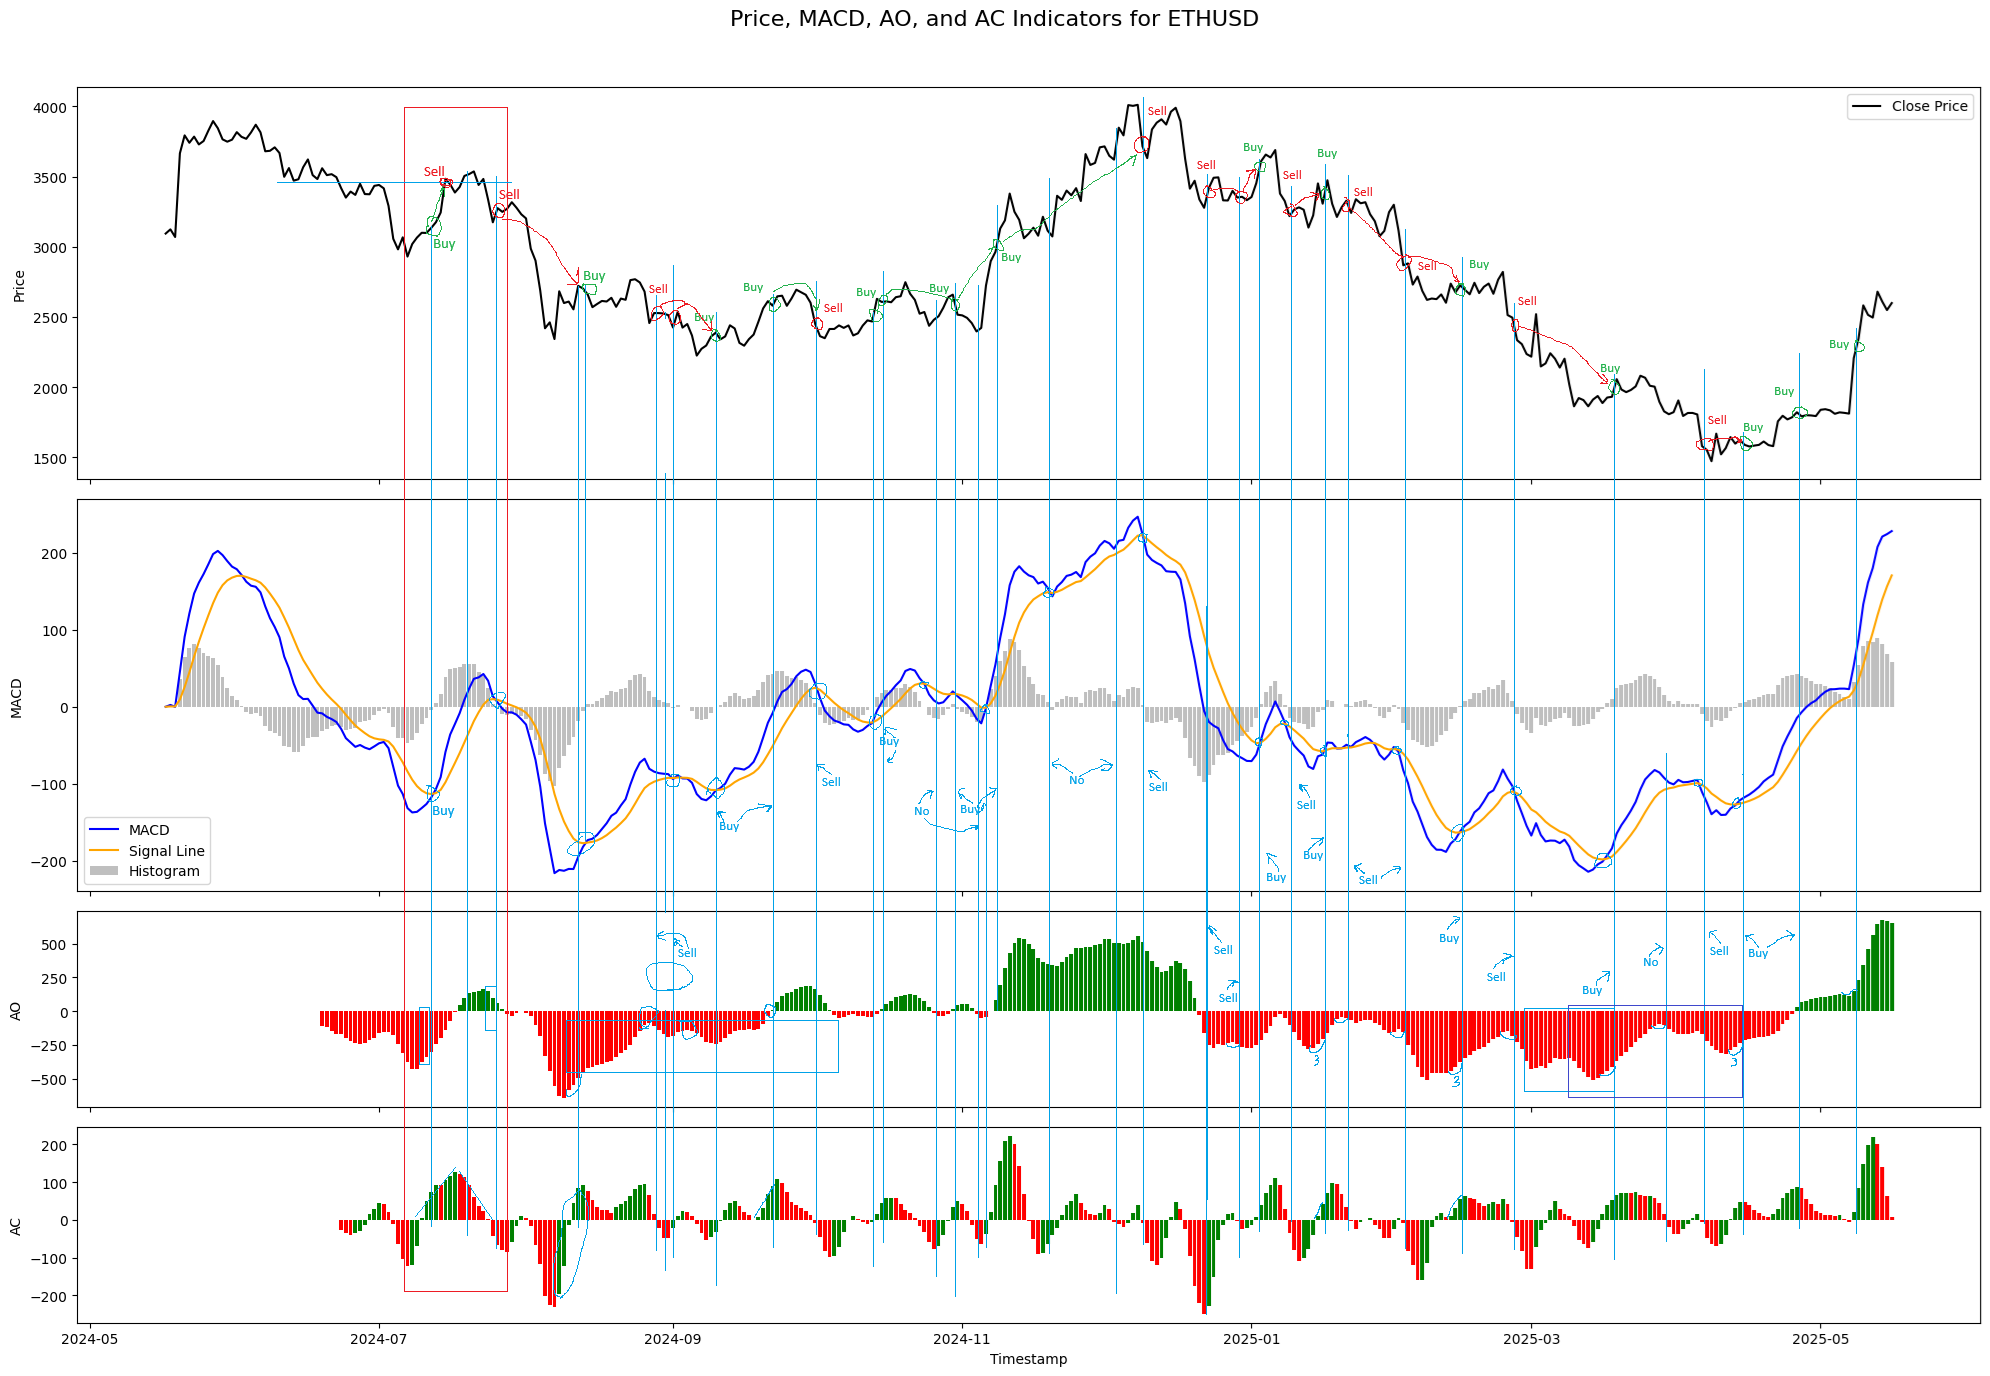 Price, MACD, AO, and AC Indicators for ETHUSD
Close Price
4000
3500
3000
2500
2000
1500
Price
Sell
Buy
Sell
Buy
Sell
Buy
Buy
Sell
Buy
Buy
Buy
Sell
Sell
Buy
Sell
Buy
Sell
Sell
Buy
Sell
Buy
Sell
Buy
Buy
Buy
200
100
0
−100
−200
MACD
MACD
Signal Line
Histogram
Buy
Buy
Sell
Buy
No
Buy
No
Sell
Buy
Sell
Buy
Sell
500
250
0
−250
−500
AO
Sell
Sell
Sell
3
Buy
2
Sell
Buy
No
Sell
Buy
3
200
100
0
−100
−200
AC
2024-05
2024-07
2024-09
2024-11
2025-01
2025-03
2025-05
Timestamp